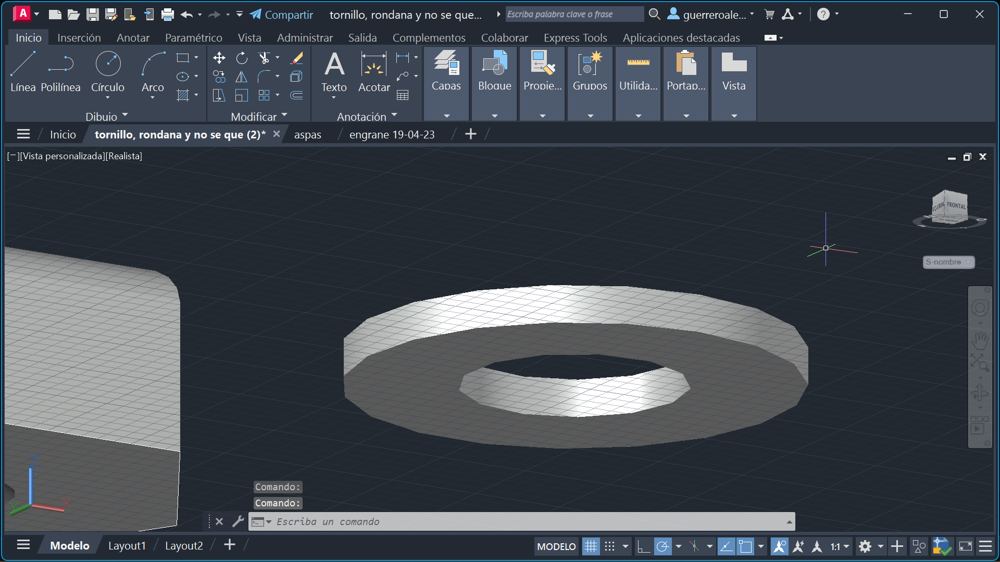 A
Compartir
tornillo, rondana y no se que...
Escriba palabra clave o frase
guerreroale...
?
Inicio Inserción Anotar Paramétrico Vista Administrar Salida Complementos Colaborar Express Tools Aplicaciones destacadas
Línea Polilínea Círculo Arco
A
Texto Acotar
Capas Bloque Propie... Grupos Utilida... Portap... Vista
Dibujo Modificar Anotación
Inicio tornillo, rondana y no se que (2)* aspas engrane 19-04-23
[−][Vista personalizada][Realista]
FRONTAL
S-nombre
Z
Comando:
Comando:
Escriba un comando
Modelo Layout1 Layout2
MODELO 1:1